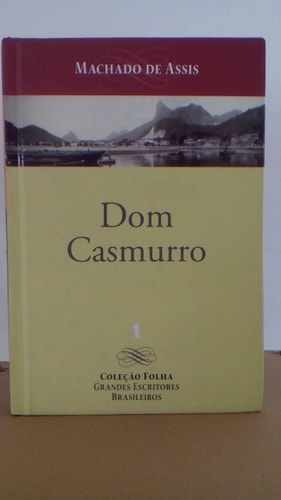 MACHADO DE ASSIS
Dom
Casmurro
1
COLEÇÃO FOLHA
GRANDES ESCRITORES
BRASILEIROS